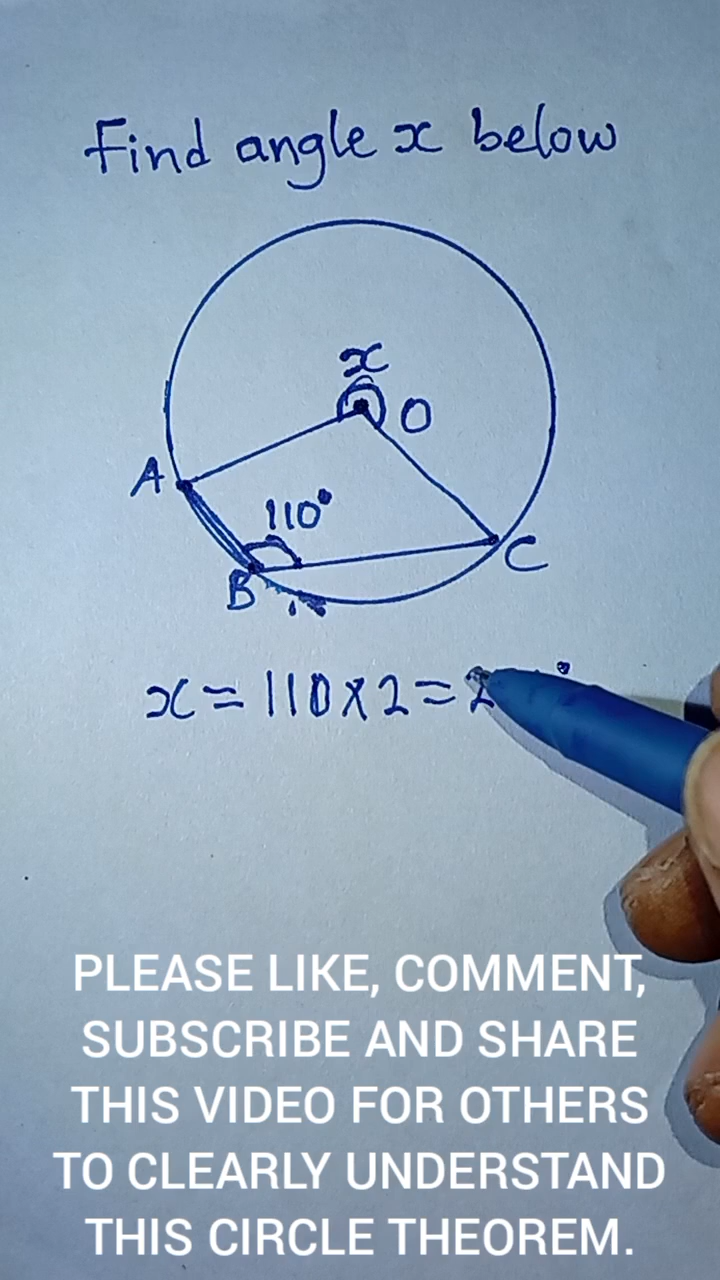 Find angle x below
x
O
A
110°
C
B
x = 110 x 2 =
PLEASE LIKE, COMMENT,
SUBSCRIBE AND SHARE
THIS VIDEO FOR OTHERS
TO CLEARLY UNDERSTAND
THIS CIRCLE THEOREM.